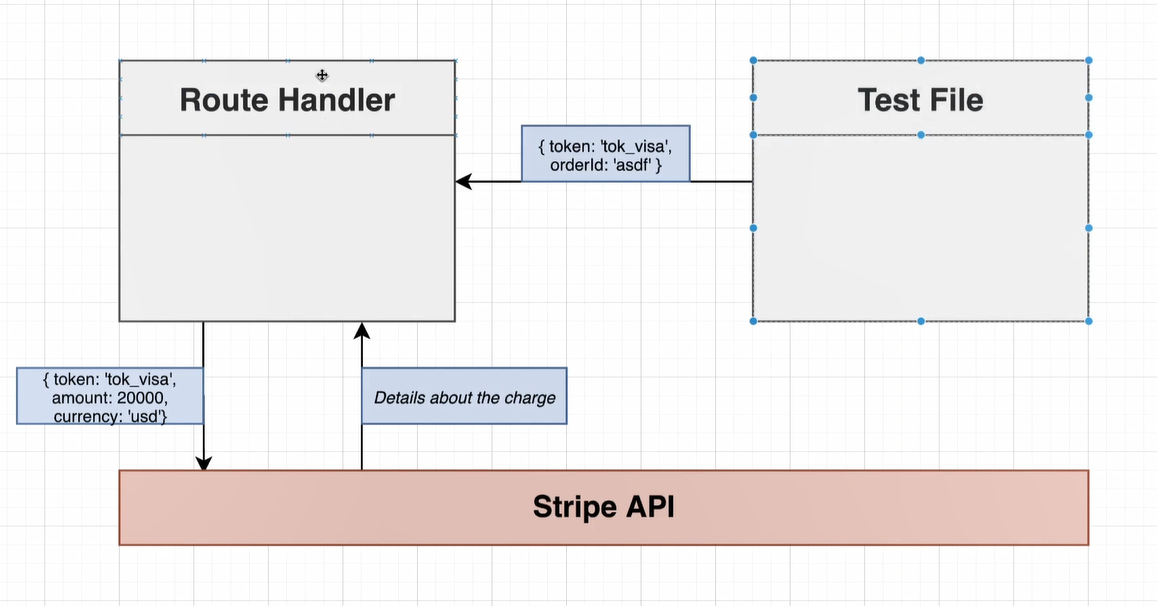 Route Handler
Test File
{ token: 'tok_visa',
orderId: 'asdf' }
{ token: 'tok_visa',
amount: 20000,
currency: 'usd'}
Details about the charge
Stripe API